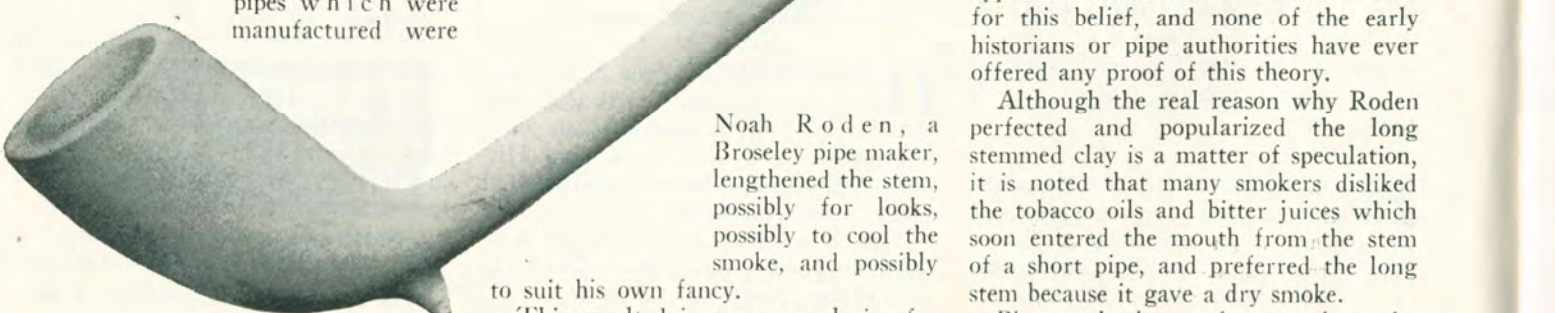 pipes which were
manufactured were
Noah Roden, a
Broseley pipe maker,
lengthened the stem,
possibly for looks,
possibly to cool the
smoke, and possibly
to suit his own fancy.
for this belief, and none of the early
historians or pipe authorities have ever
offered any proof of this theory.
Although the real reason why Roden
perfected and popularized the long
stemmed clay is a matter of speculation,
it is noted that many smokers disliked
the tobacco oils and bitter juices which
soon entered the mouth from the stem
of a short pipe, and preferred the long
stem because it gave a dry smoke.